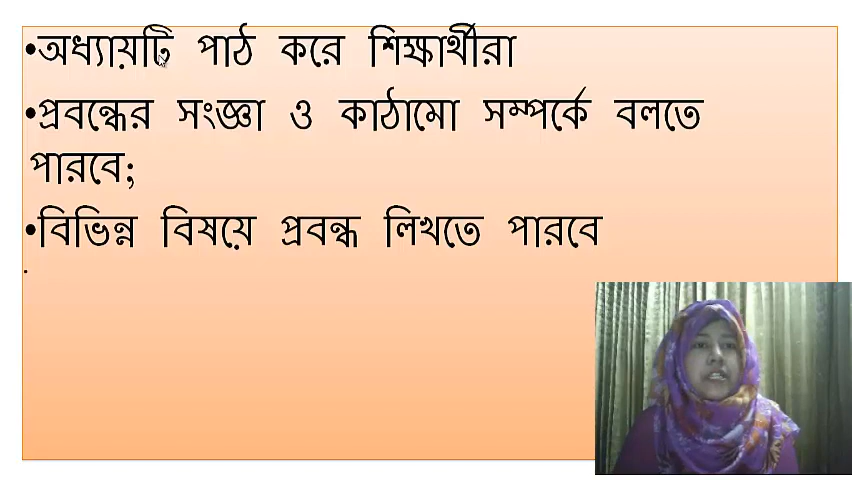 •অধ্যায়টি পাঠ করে শিক্ষার্থীরা
•প্রবন্ধের সংজ্ঞা ও কাঠামো সম্পর্কে বলতে
পারবে;
•বিভিন্ন বিষয়ে প্রবন্ধ লিখতে পারবে
.